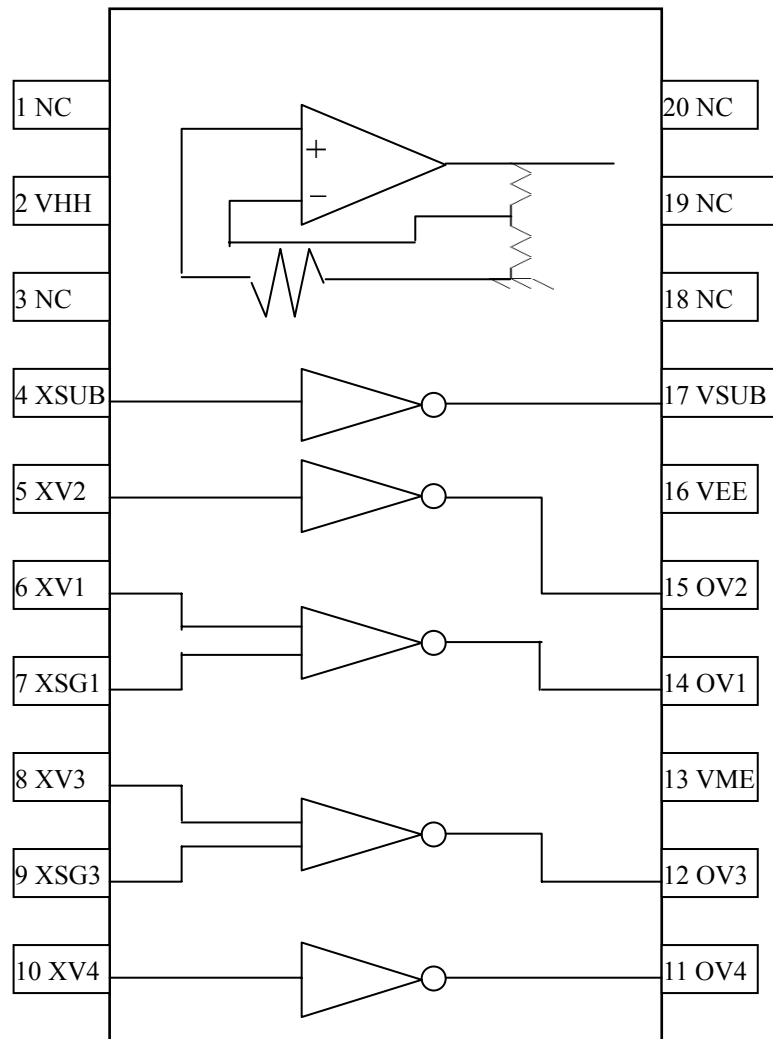 1 NC
20 NC
+
2 VHH
−
19 NC
3 NC
18 NC
4 XSUB
17 VSUB
5 XV2
16 VEE
6 XV1
15 OV2
7 XSG1
14 OV1
8 XV3
13 VME
9 XSG3
12 OV3
10 XV4
11 OV4